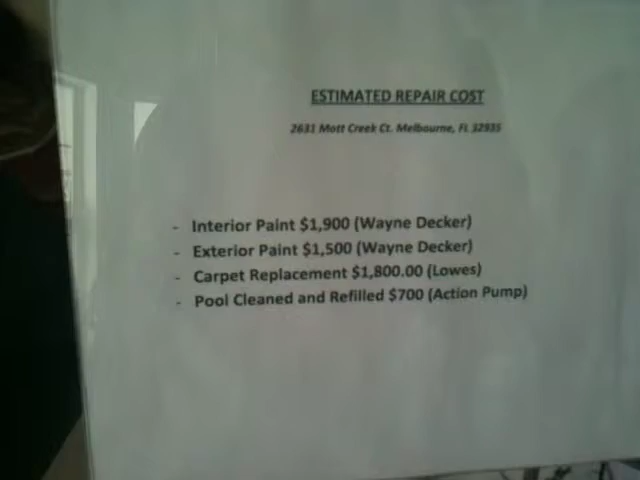 ESTIMATED REPAIR COST
2631 Mott Creek Ct. Melbourne, FL 32935
- Interior Paint $1,900 (Wayne Decker)
- Exterior Paint $1,500 (Wayne Decker)
- Carpet Replacement $1,800.00 (Lowes)
- Pool Cleaned and Refilled $700 (Action Pump)